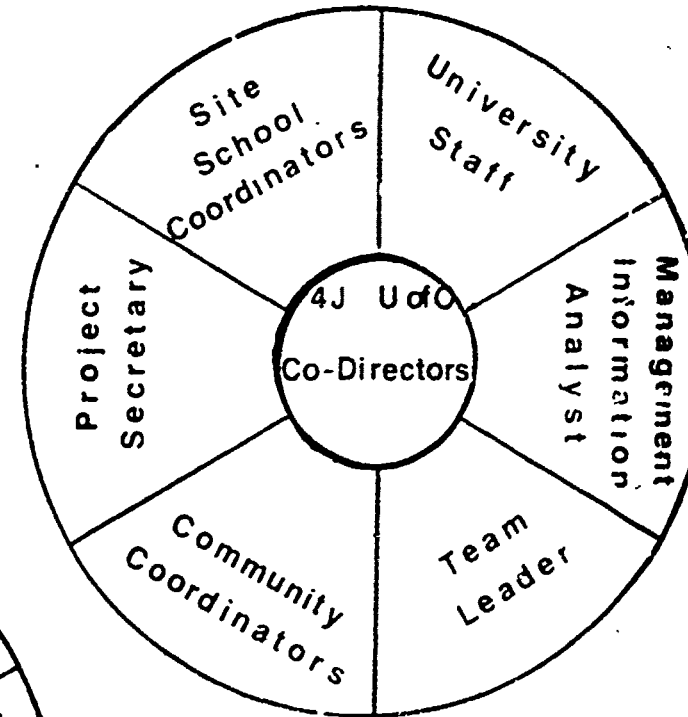 Site
School
Coordinators
University
Staff
Management
Information
Analyst
Team
Leader
Community
Coordinators
Project
Secretary
4J UofO
Co-Directors